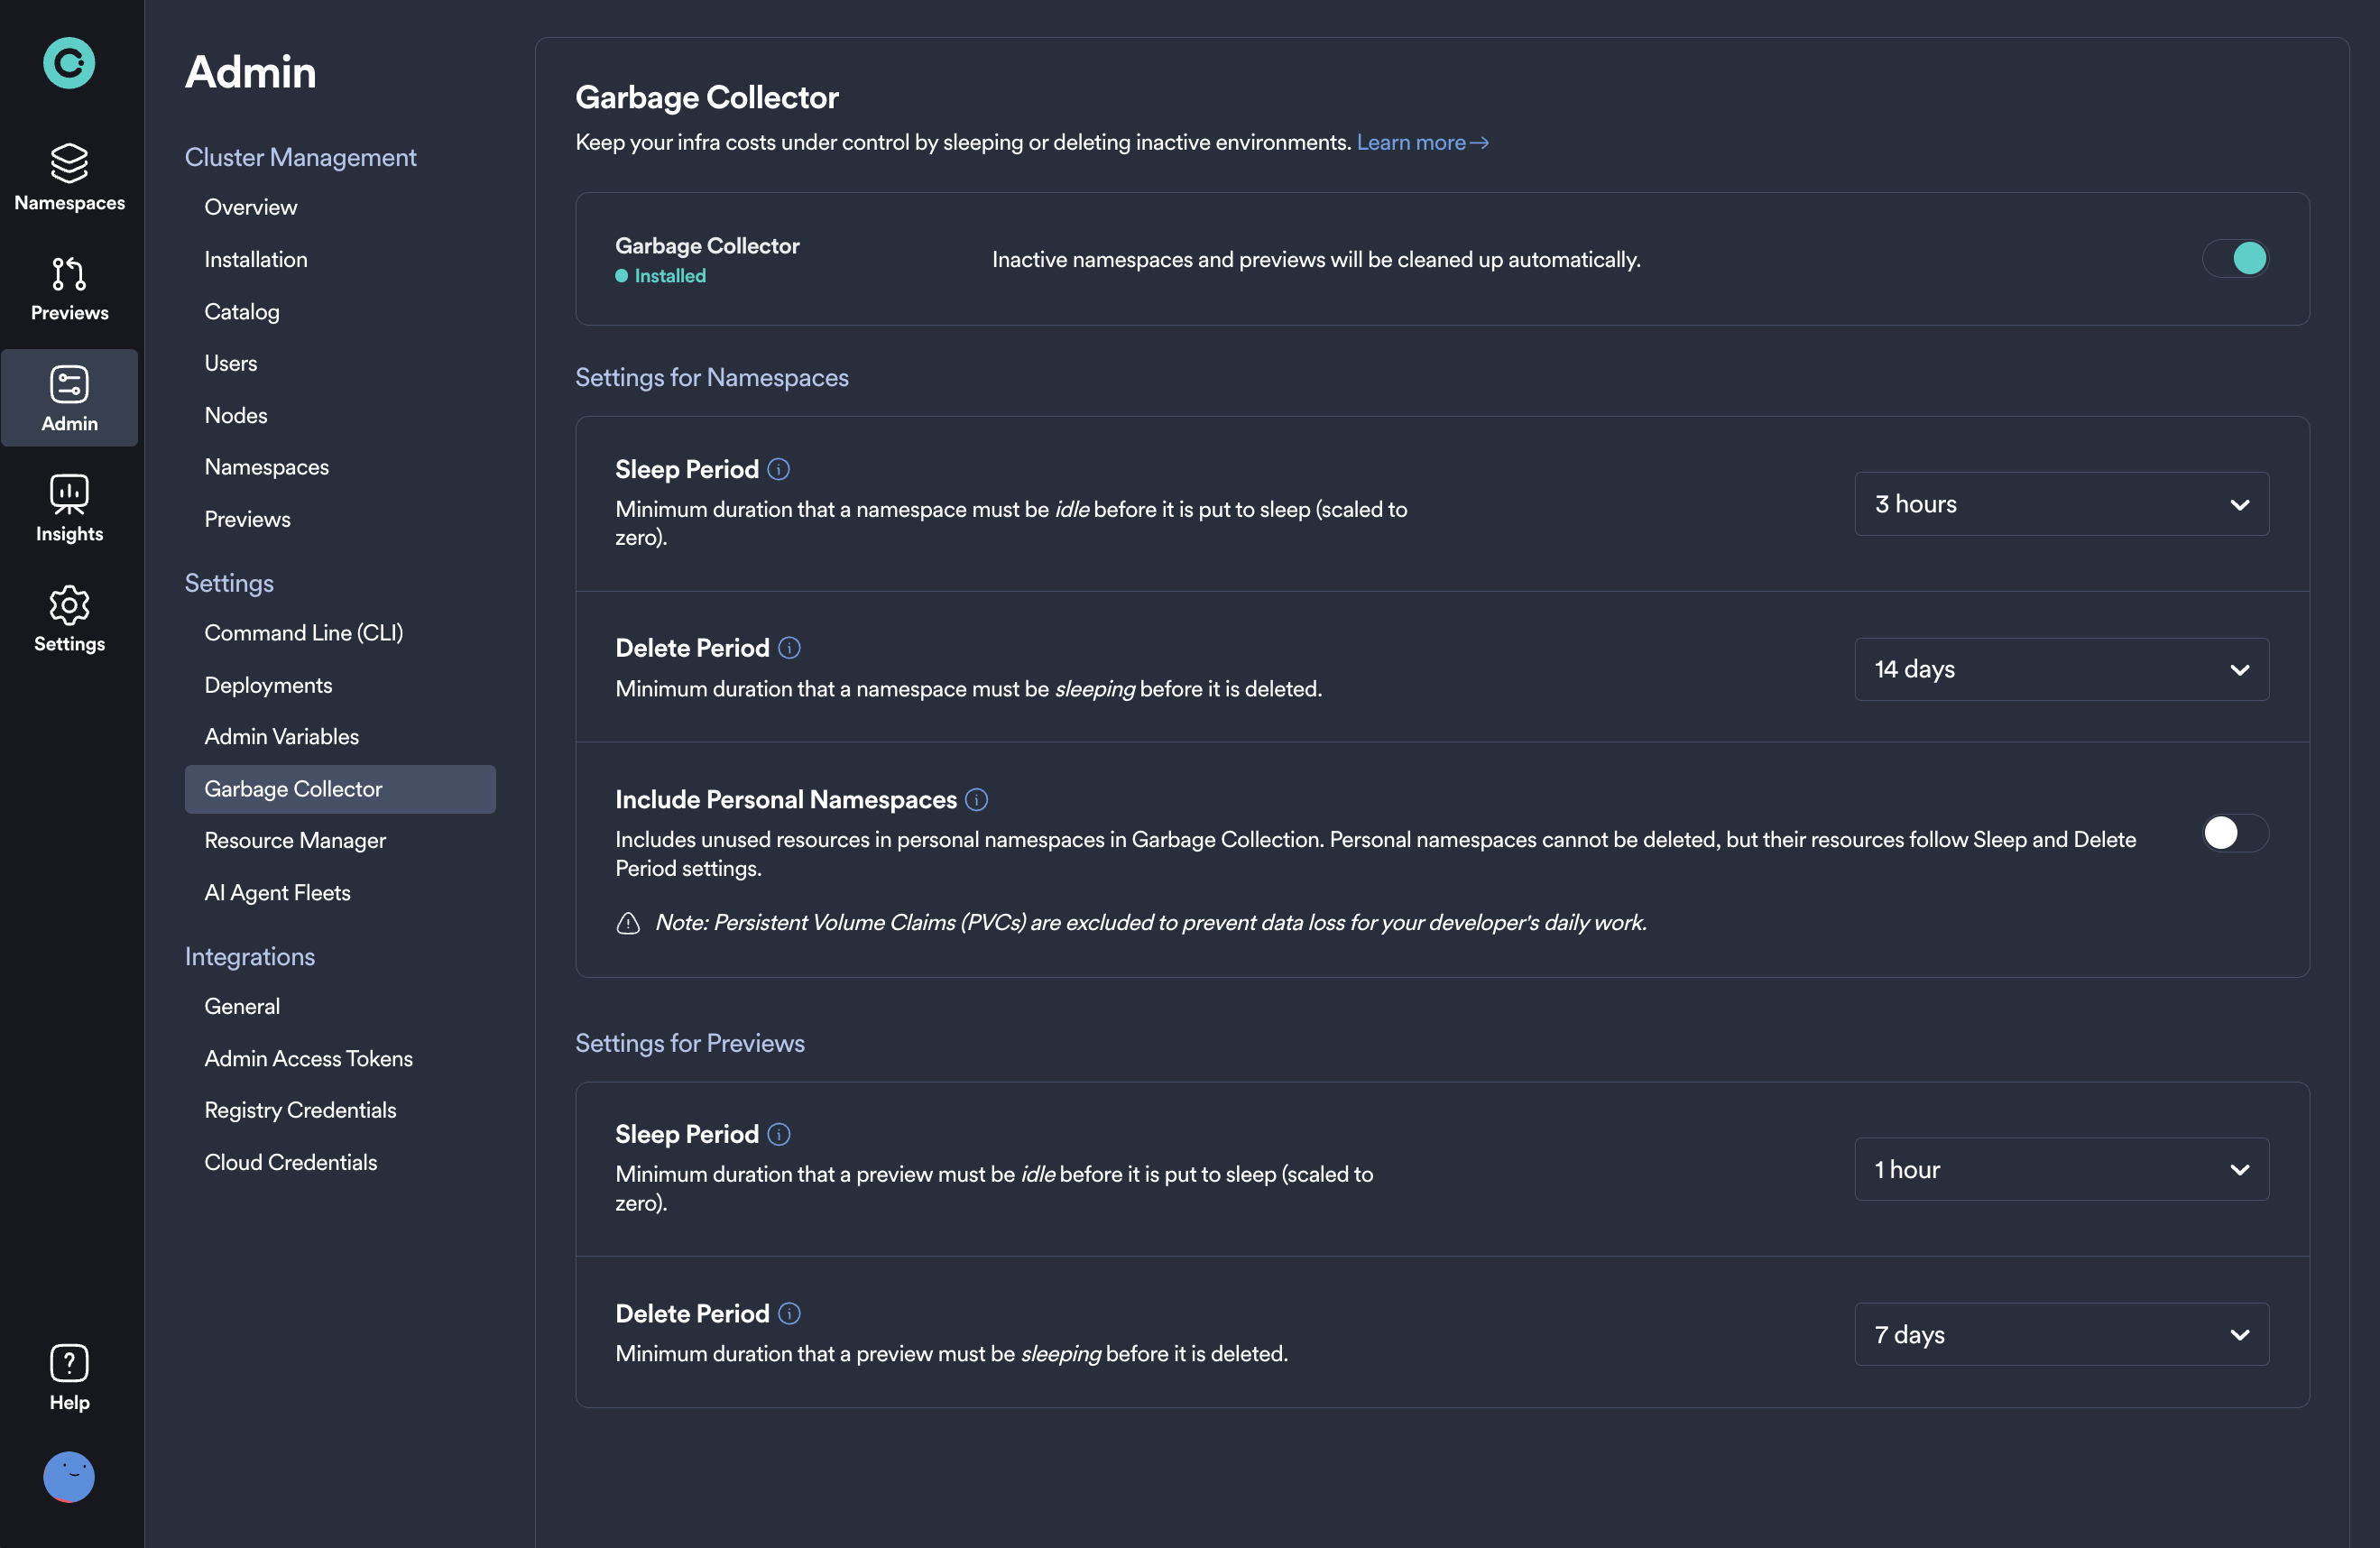 Namespaces
Previews
Admin
Insights
Settings
Help
Admin
Cluster Management
Overview
Installation
Catalog
Users
Nodes
Namespaces
Previews
Settings
Command Line (CLI)
Deployments
Admin Variables
Garbage Collector
Resource Manager
AI Agent Fleets
Integrations
General
Admin Access Tokens
Registry Credentials
Cloud Credentials
Garbage Collector
Keep your infra costs under control by sleeping or deleting inactive environments. Learn more→
Garbage Collector
Installed
Inactive namespaces and previews will be cleaned up automatically.
Settings for Namespaces
Sleep Period
Minimum duration that a namespace must be idle before it is put to sleep (scaled to
zero).
3 hours
Delete Period
Minimum duration that a namespace must be sleeping before it is deleted.
14 days
Include Personal Namespaces
Includes unused resources in personal namespaces in Garbage Collection. Personal namespaces cannot be deleted, but their resources follow Sleep and Delete
Period settings.
Note: Persistent Volume Claims (PVCs) are excluded to prevent data loss for your developer's daily work.
Settings for Previews
Sleep Period
Minimum duration that a preview must be idle before it is put to sleep (scaled to
zero).
1 hour
Delete Period
Minimum duration that a preview must be sleeping before it is deleted.
7 days